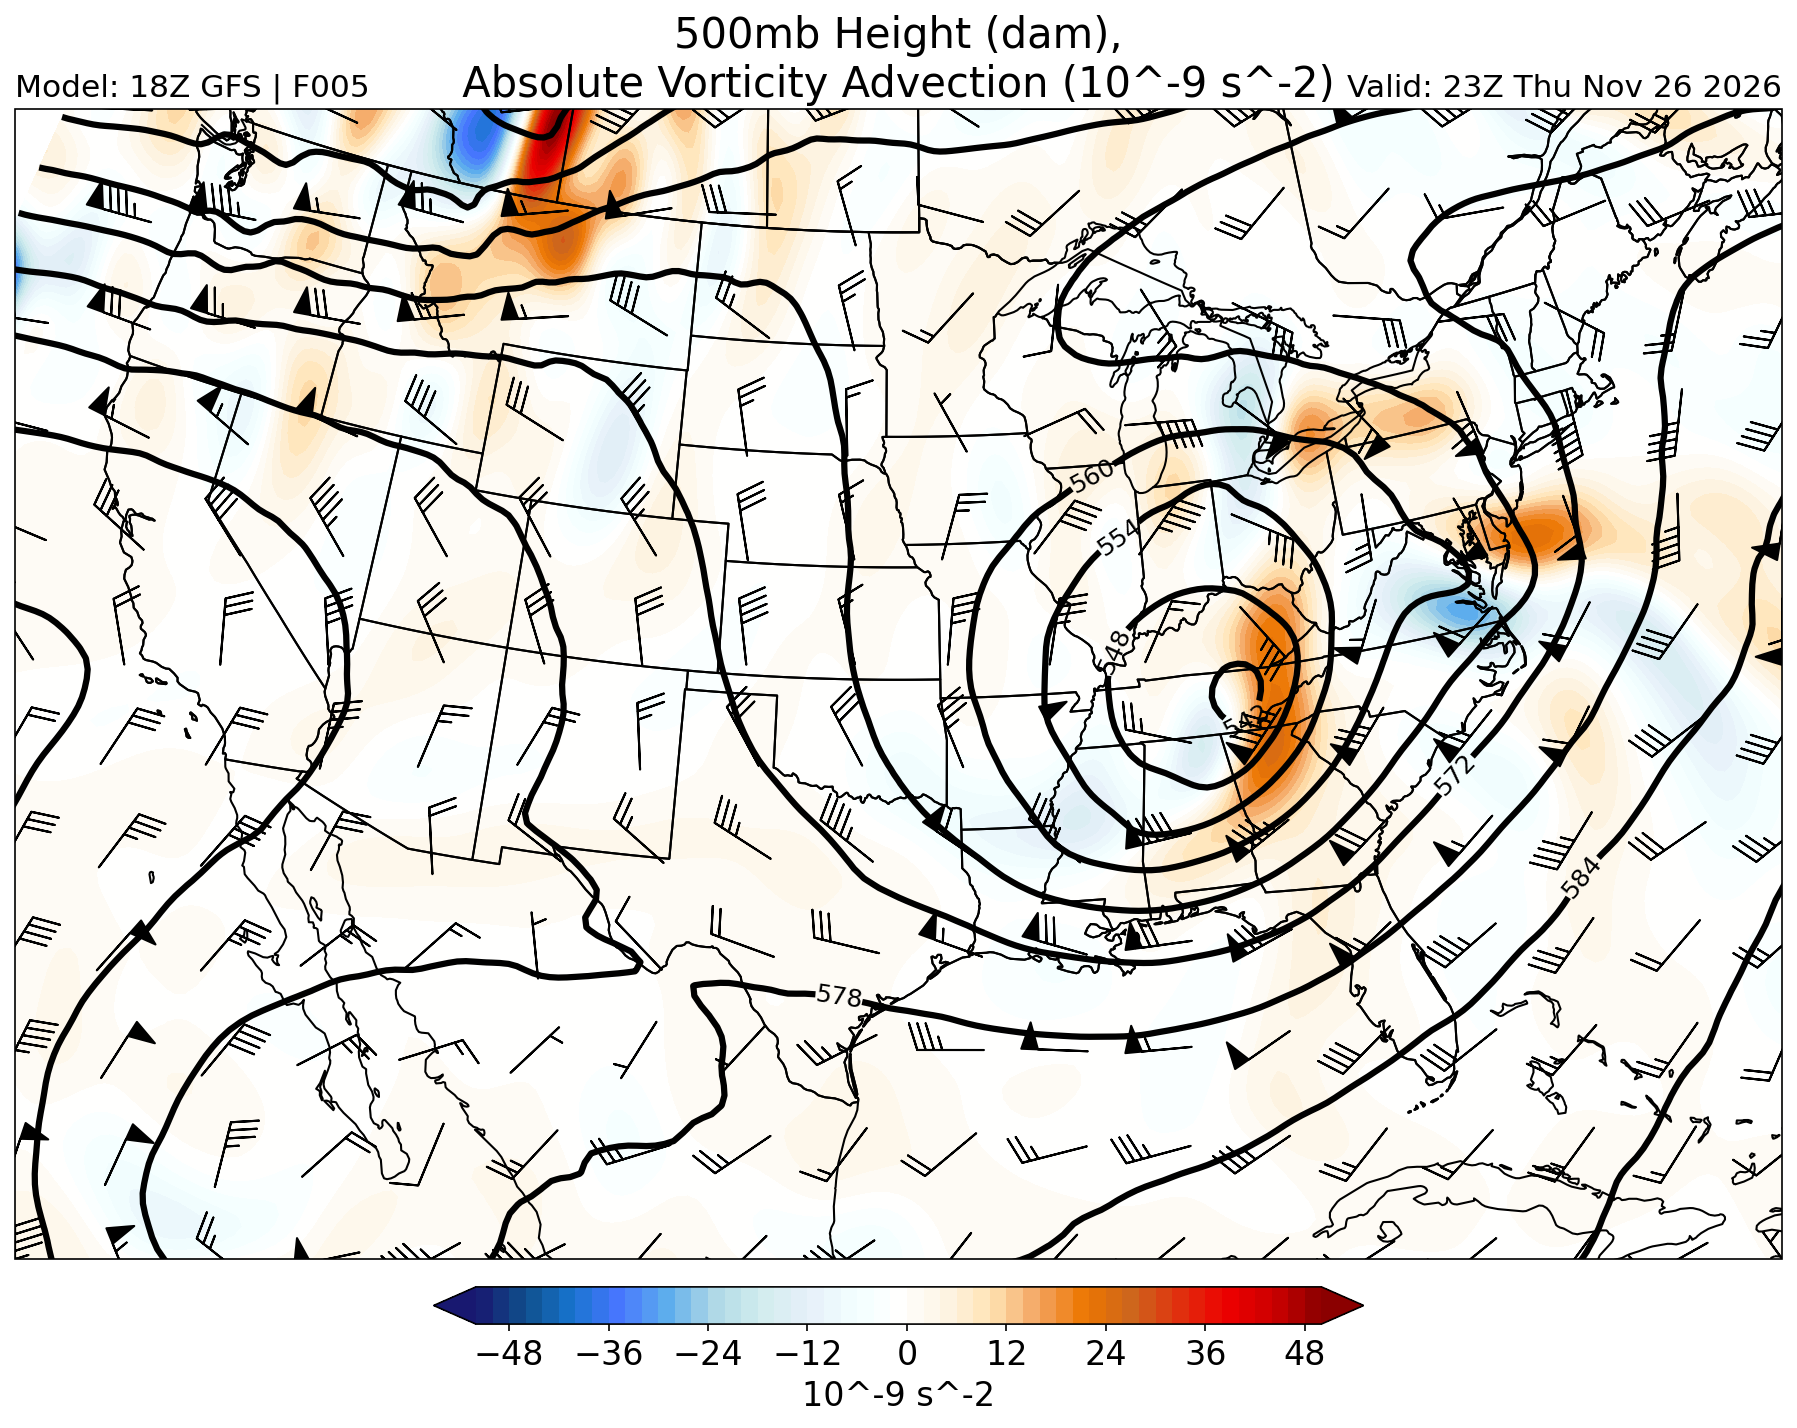 500mb Height (dam),
Model: 18Z GFS | F005 Absolute Vorticity Advection (10^-9 s^-2) Valid: 23Z Thu Nov 26 2026
560
554
548
542
572
584
578
−48 −36 −24 −12 0 12 24 36 48
10^-9 s^-2